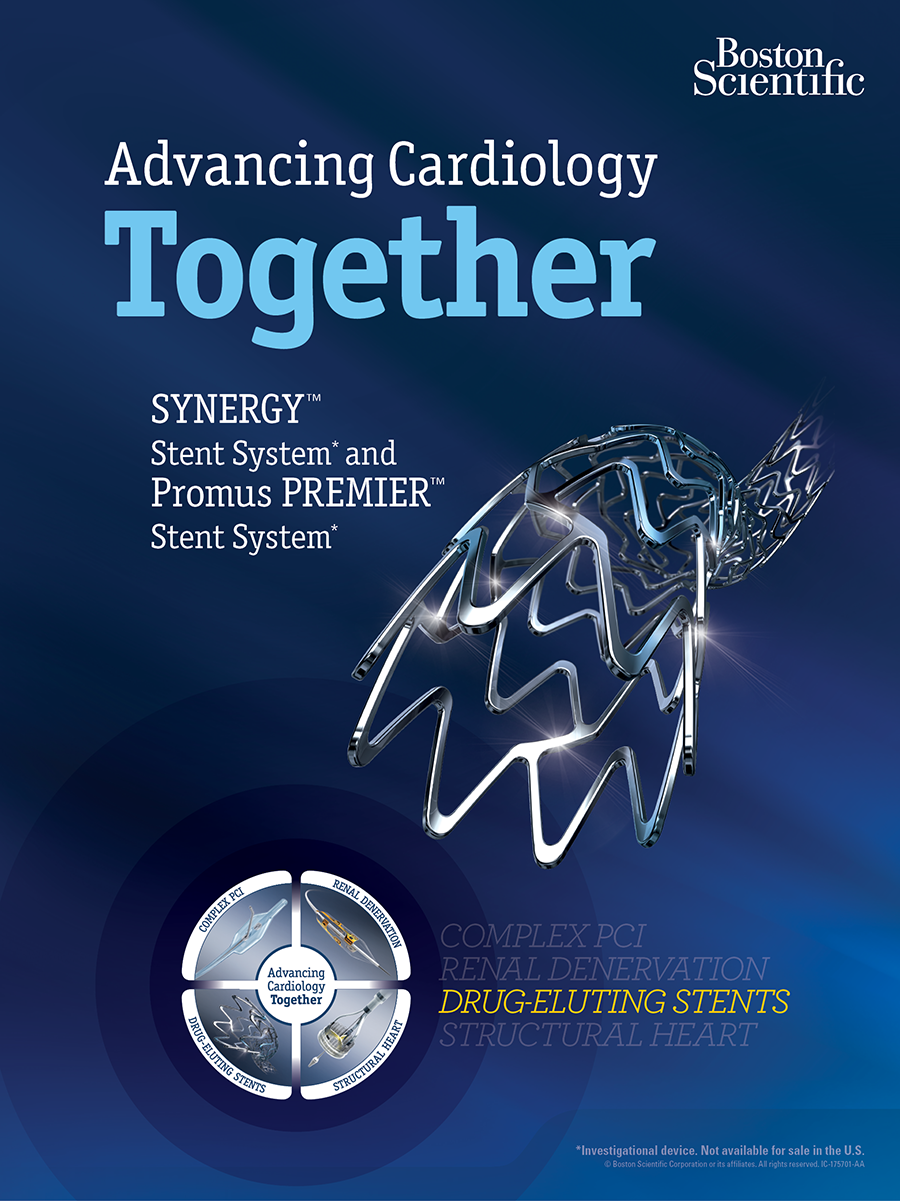 Boston
Scientific
Advancing Cardiology
Together
SYNERGY™
Stent System* and
Promus PREMIER™
Stent System*
COMPLEX PCI
RENAL DENERVATION
Advancing
Cardiology
Together
DRUG-ELUTING STENTS
STRUCTURAL HEART
COMPLEX PCI
RENAL DENERVATION
DRUG-ELUTING STENTS
STRUCTURAL HEART
*Investigational device. Not available for sale in the U.S.
© Boston Scientific Corporation or its affiliates. All rights reserved. IC-175701-AA